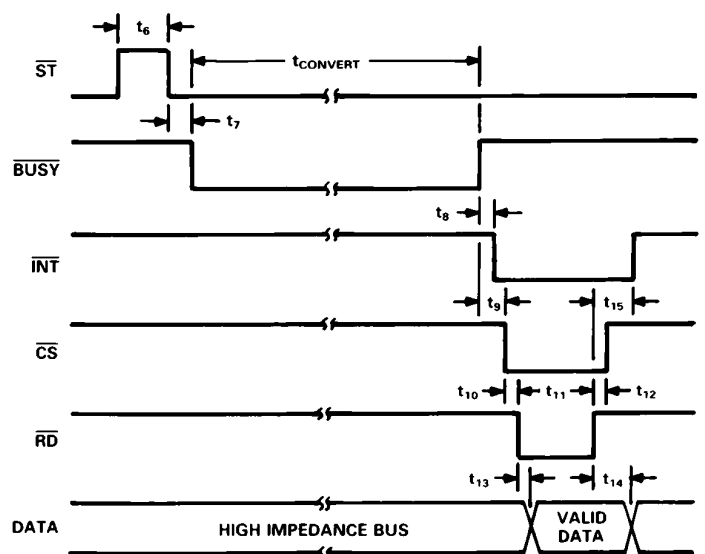 t6
ST
tCONVERT
t7
BUSY
t8
INT
t9
t15
CS
t10
t11
t12
RD
t13
t14
DATA
HIGH IMPEDANCE BUS
VALID
DATA